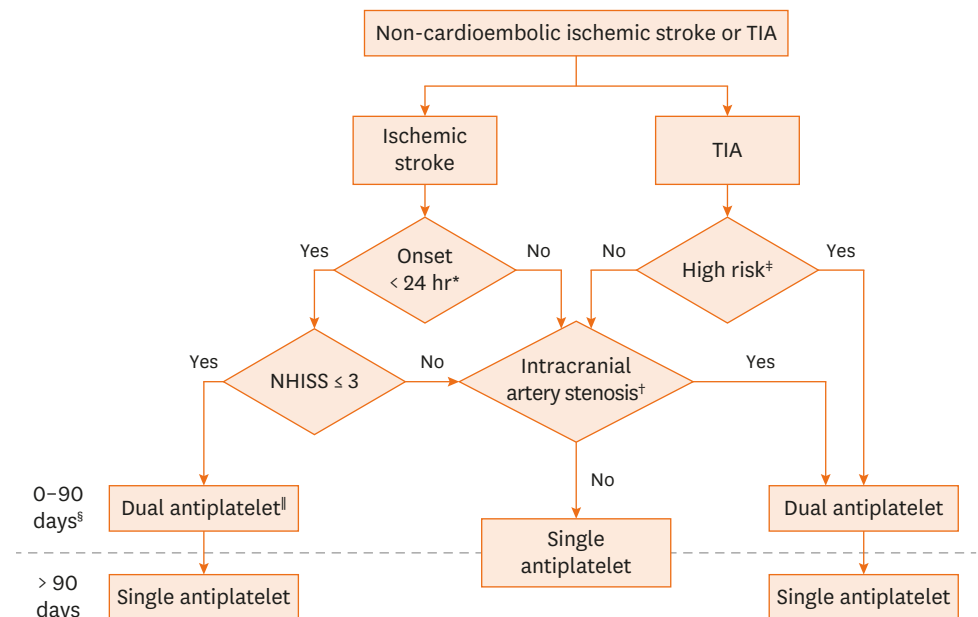 Non-cardioembolic ischemic stroke or TIA
Ischemic
stroke
TIA
Yes
Onset
< 24 hr*
No
No
High risk‡
Yes
Yes
NHISS ≤ 3
No
Intracranial
artery stenosis†
Yes
No
0–90
days§
Dual antiplatelet‖
Single
antiplatelet
Dual antiplatelet
> 90
days
Single antiplatelet
Single antiplatelet